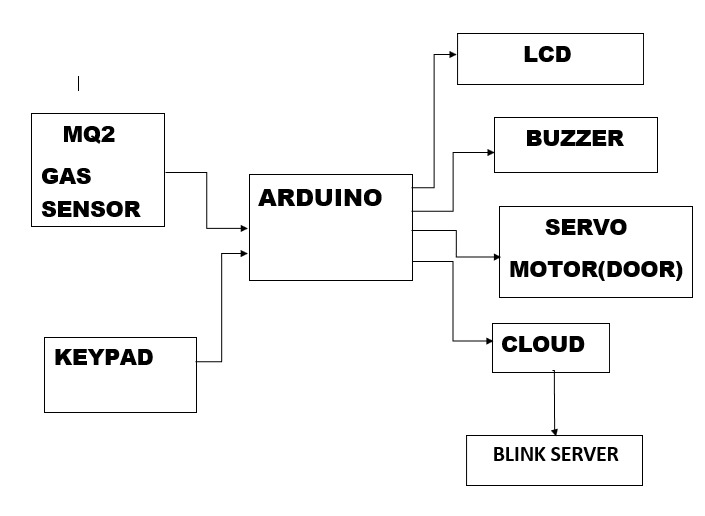 LCD
MQ2
GAS
SENSOR
BUZZER
ARDUINO
SERVO
MOTOR(DOOR)
KEYPAD
CLOUD
BLINK SERVER